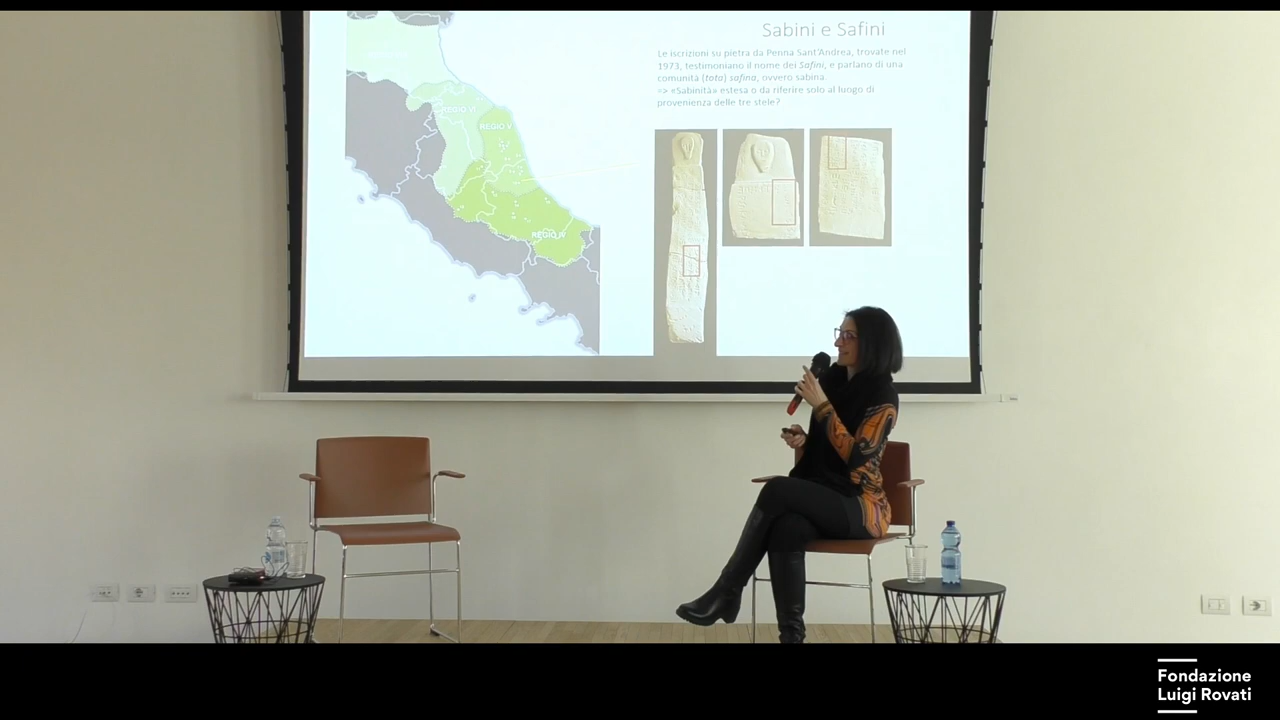 Sabini e Safini
Le iscrizioni su pietra da Penna Sant'Andrea, trovate nel
1973, testimoniano il nome dei Safini, e parlano di una
comunità (tota) safina, ovvero sabina.
=> «Sabinità» estesa o da riferire solo al luogo di
provenienza delle tre stele?
REGIO VI
REGIO V
REGIO IV
Fondazione
Luigi Rovati